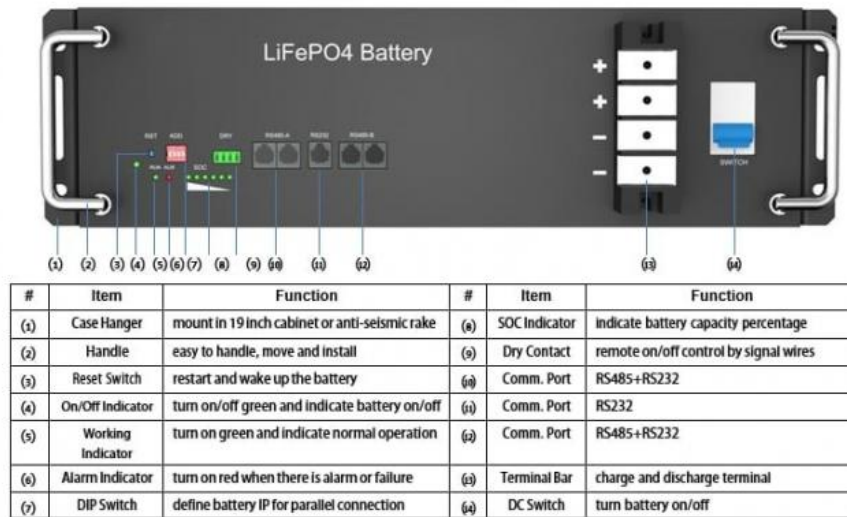 LiFePO4 Battery
+
+
-
-
RST ADD DRY RS485-A RS232 RS485-B
RUN ALM SOC
SWITCH
(1) (2) (3) (4) (5) (6) (7) (8) (9) (10) (11) (12) (13) (14)
# Item Function # Item Function
(1) Case Hanger mount in 19 inch cabinet or anti-seismic rake (8) SOC Indicator indicate battery capacity percentage
(2) Handle easy to handle, move and install (9) Dry Contact remote on/off control by signal wires
(3) Reset Switch restart and wake up the battery (10) Comm. Port RS485+RS232
(4) On/Off Indicator turn on/off green and indicate battery on/off (11) Comm. Port RS232
(5) Working Indicator turn on green and indicate normal operation (12) Comm. Port RS485+RS232
(6) Alarm Indicator turn on red when there is alarm or failure (13) Terminal Bar charge and discharge terminal
(7) DIP Switch define battery IP for parallel connection (14) DC Switch turn battery on/off